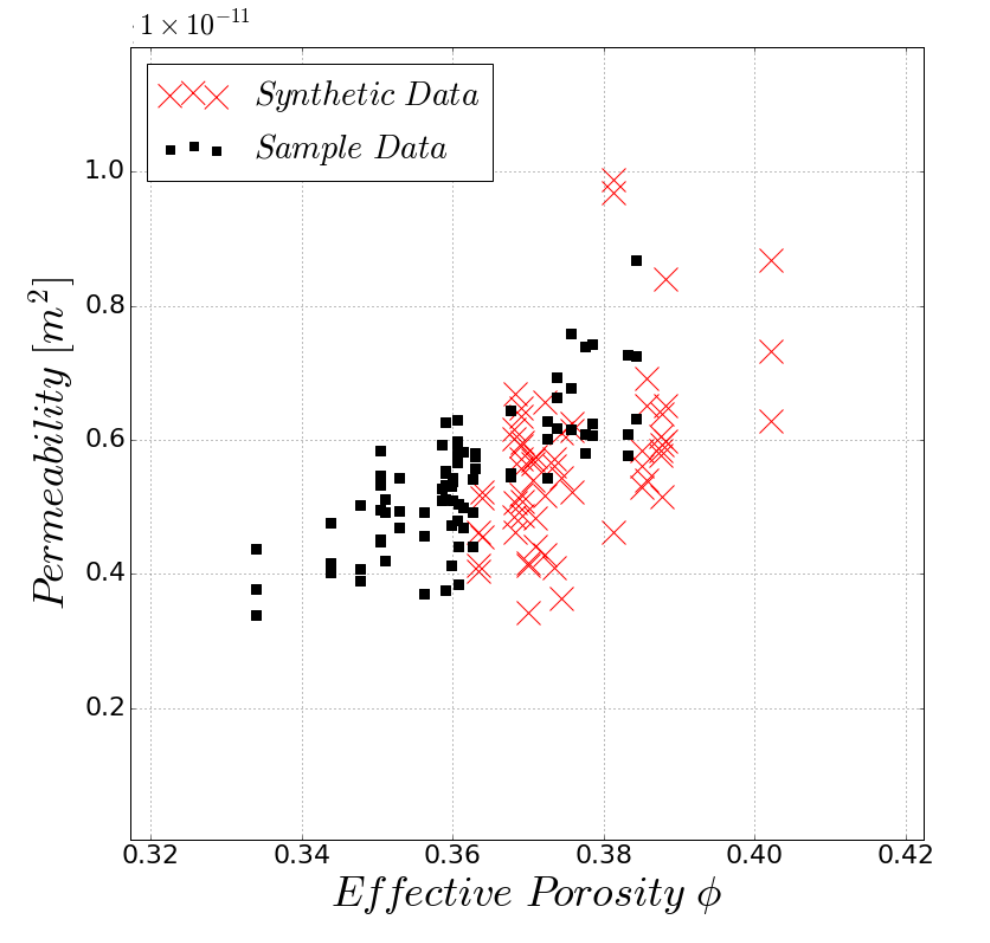 · 1 × 10⁻¹¹
Synthetic Data
Sample Data
1.0
0.8
0.6
0.4
0.2
Permeability [m²]
0.32 0.34 0.36 0.38 0.40 0.42
Effective Porosity ϕ